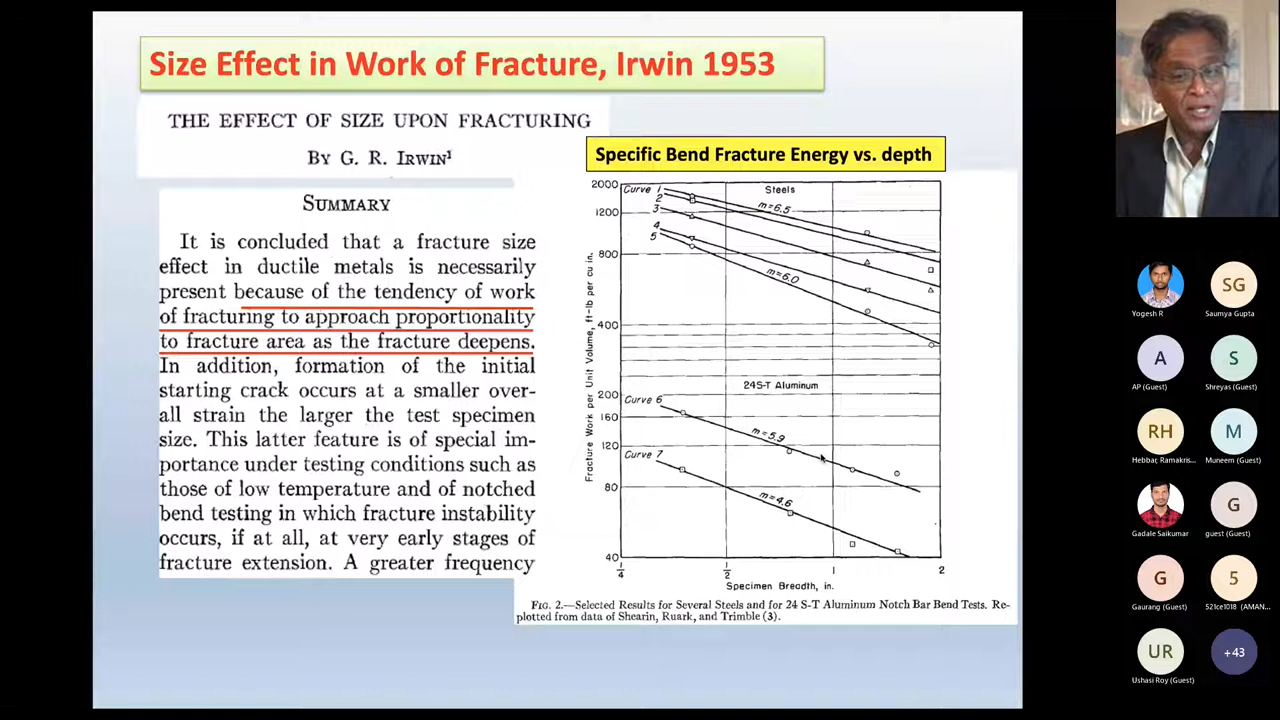 Size Effect in Work of Fracture, Irwin 1953
THE EFFECT OF SIZE UPON FRACTURING
BY G. R. IRWIN¹
SUMMARY
It is concluded that a fracture size
effect in ductile metals is necessarily
present because of the tendency of work
of fracturing to approach proportionality
to fracture area as the fracture deepens.
In addition, formation of the initial
starting crack occurs at a smaller over-
all strain the larger the test specimen
size. This latter feature is of special im-
portance under testing conditions such as
those of low temperature and of notched
bend testing in which fracture instability
occurs, if at all, at very early stages of
fracture extension. A greater frequency
Specific Bend Fracture Energy vs. depth
Fracture Work per Unit Volume, ft-lb per cu in.
2000
1200
800
400
200
160
120
80
40
Curve 1
2
3
4
5
Steels
m=6.5
m=6.0
24S-T Aluminum
Curve 6
m=5.9
Curve 7
m=4.6
1/4
1/2
1
2
Specimen Breadth, in.
FIG. 2.—Selected Results for Several Steels and for 24 S-T Aluminum Notch Bar Bend Tests. Re-
plotted from data of Shearin, Ruark, and Trimble (3).
SG
Yogesh R
Saumya Gupta
A
S
AP (Guest)
Shreyas (Guest)
RH
M
Hebbar, Ramakris...
Muneem (Guest)
G
Gadale Saikumar
guest (Guest)
G
5
Gaurang (Guest)
521ce1018 (AMAN...
UR
+43
Ushasi Roy (Guest)